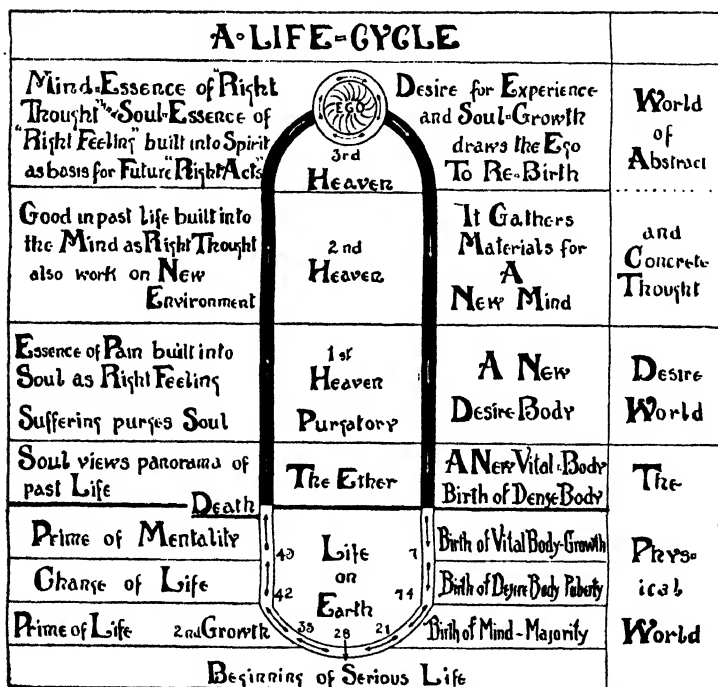 A LIFE-CYCLE
Mind-Essence of "Right
Thought" and Soul-Essence of
"Right Feeling" built into Spirit
as basis for Future "Right Acts"
EGO
3rd
Heaven
Desire for Experience
and Soul-Growth
draws the Ego
To Re-Birth
World
of
Abstract
Good in past life built into
the Mind as Right Thought
also work on New
Environment
2nd
Heaven
It Gathers
Materials for
A
New Mind
and
Concrete
Thought
Essence of Pain built into
Soul as Right Feeling
Suffering purges Soul
1st
Heaven
Purgatory
A New
Desire Body
Desire
World
Soul views panorama of
past Life
Death
The Ether
A New Vital-Body
Birth of Dense-Body
The
Physical
World
Prime of Mentality
Change of Life
Prime of Life 2nd Growth
49
42
35
28
21
14
7
Life
on
Earth
Birth of Vital Body-Growth
Birth of Desire Body Puberty
Birth of Mind-Majority
Beginning of Serious Life